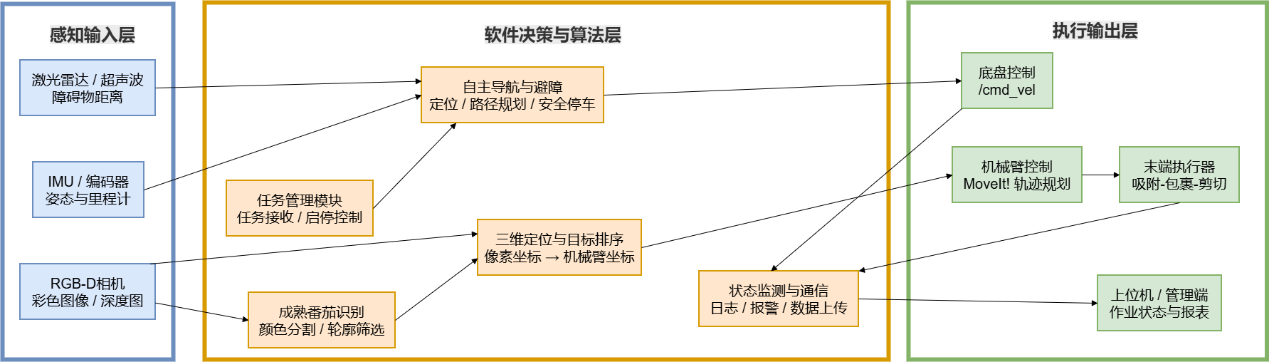 感知输入层
激光雷达 / 超声波
障碍物距离
IMU / 编码器
姿态与里程计
RGB-D相机
彩色图像 / 深度图
软件决策与算法层
自主导航与避障
定位 / 路径规划 / 安全停车
任务管理模块
任务接收 / 启停控制
三维定位与目标排序
像素坐标 → 机械臂坐标
成熟番茄识别
颜色分割 / 轮廓筛选
状态监测与通信
日志 / 报警 / 数据上传
执行输出层
底盘控制
/cmd_vel
机械臂控制
MoveIt! 轨迹规划
末端执行器
吸附-包裹-剪切
上位机 / 管理端
作业状态与报表